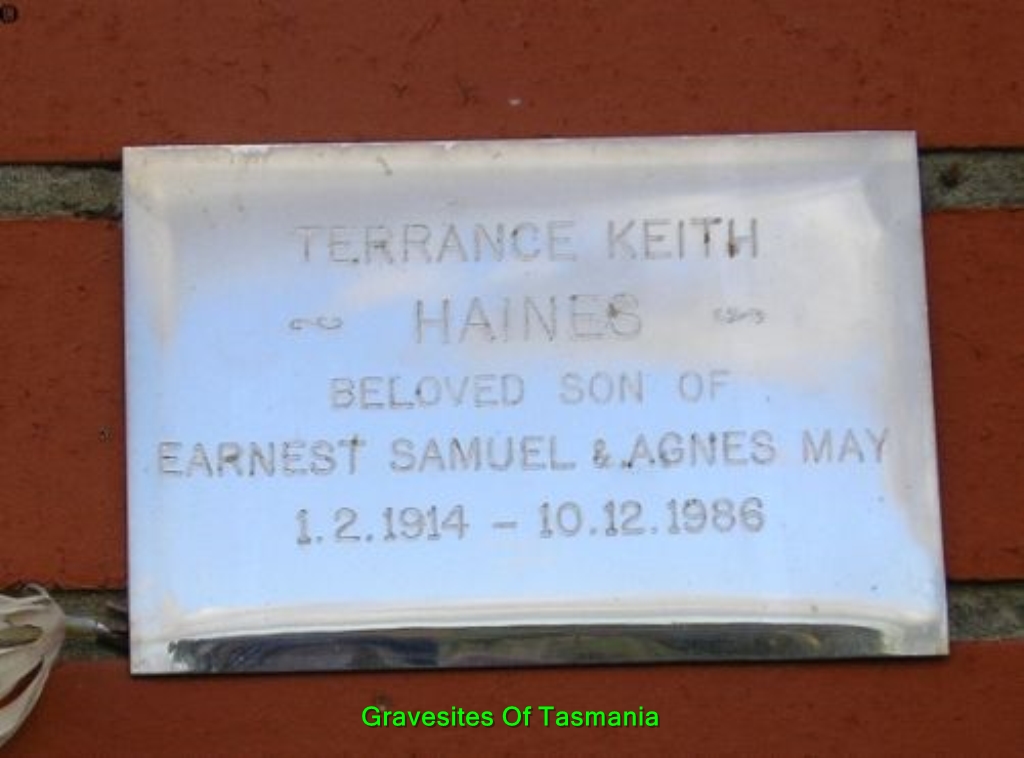 TERRANCE KEITH
HAINES
BELOVED SON OF
EARNEST SAMUEL & AGNES MAY
1.2.1914 - 10.12.1986
Gravesites Of Tasmania